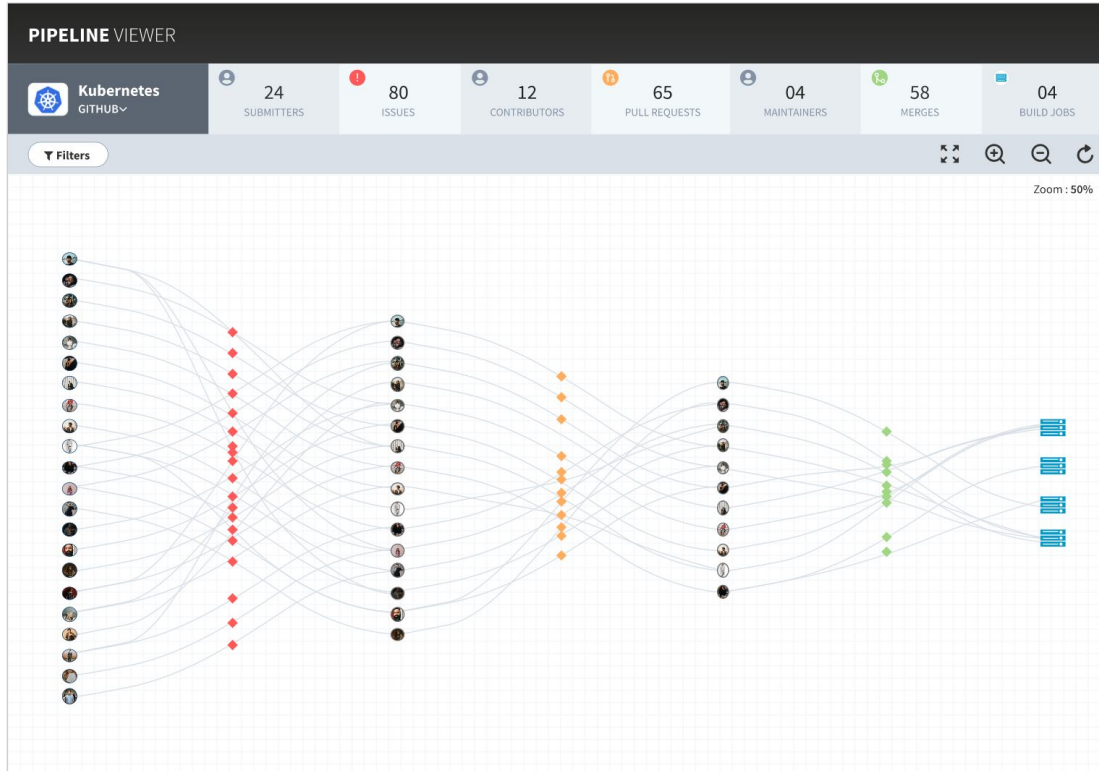 PIPELINE VIEWER
Kubernetes
GITHUB
24
SUBMITTERS
80
ISSUES
12
CONTRIBUTORS
65
PULL REQUESTS
04
MAINTAINERS
58
MERGES
04
BUILD JOBS
Filters
Zoom : 50%